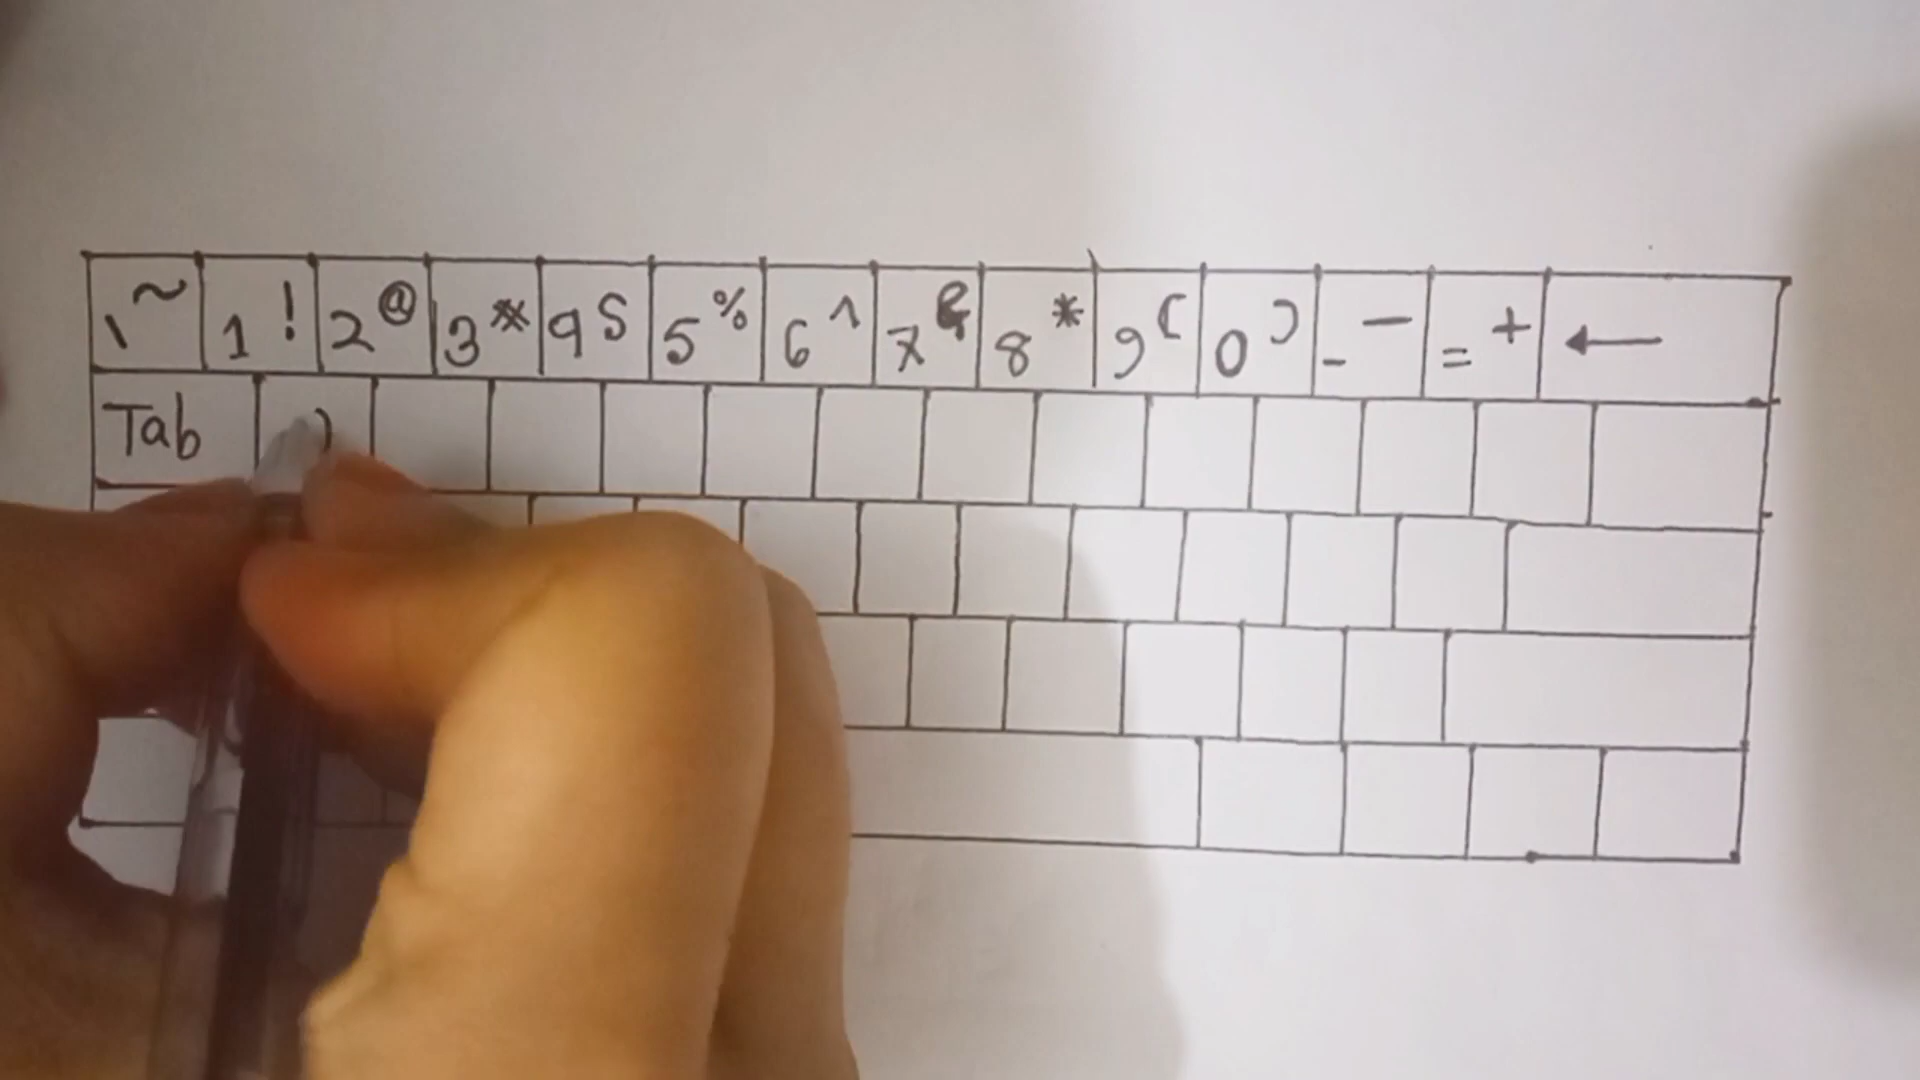 \ ~ 1 ! 2 @ 3 * 9 S 5 % 6 ^ 7 & 8 * 9 ( 0 ) - — = + ←
Tab